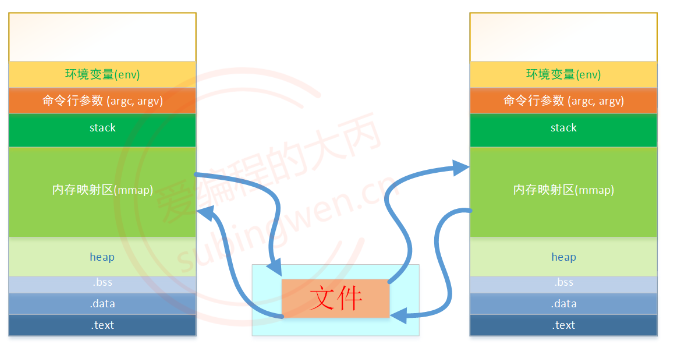 环境变量(env)
命令行参数 (argc, argv)
stack
内存映射区(mmap)
heap
.bss
.data
.text
环境变量(env)
命令行参数 (argc, argv)
stack
内存映射区(mmap)
heap
.bss
.data
.text
文件
爱编程的大丙
subingwen.cn